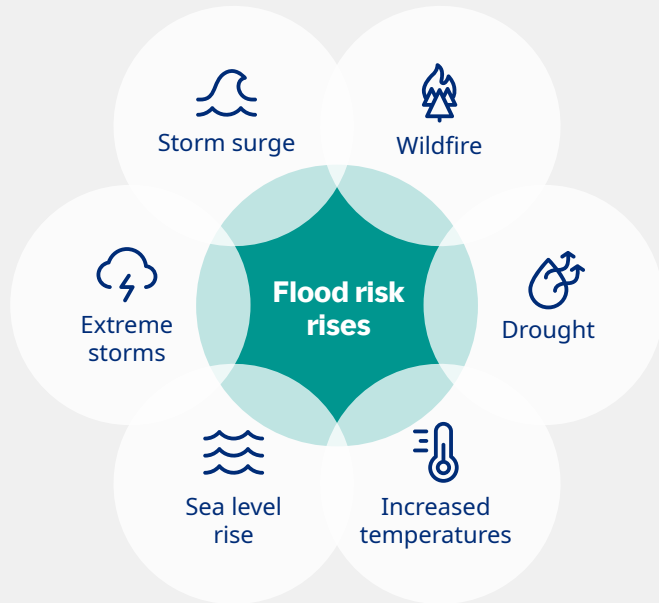 Storm surge
Wildfire
Extreme
storms
Flood risk
rises
Drought
Sea level
rise
Increased
temperatures